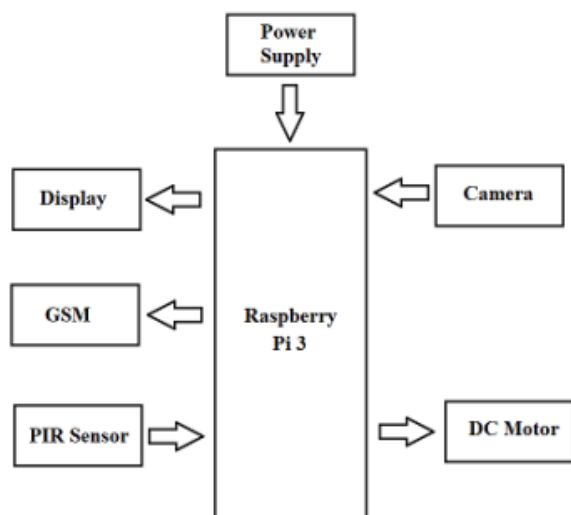 Power
Supply
Display
Camera
GSM
Raspberry
Pi 3
PIR Sensor
DC Motor